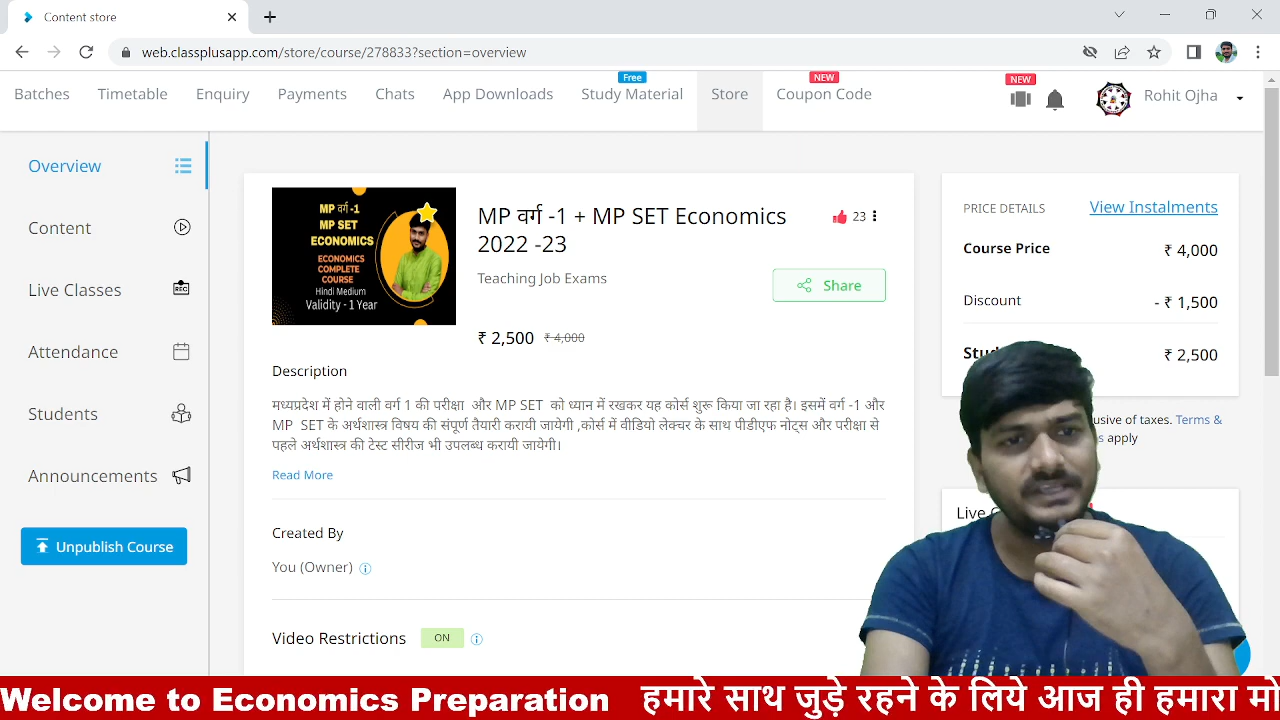 Content store
web.classplusapp.com/store/course/278833?section=overview
Batches Timetable Enquiry Payments Chats App Downloads Free Study Material Store NEW Coupon Code NEW Rohit Ojha
Overview
Content
Live Classes
Attendance
Students
Announcements
Unpublish Course
MP वर्ग -1
MP SET
ECONOMICS
ECONOMICS
COMPLETE
COURSE
Hindi Medium
Validity - 1 Year
MP वर्ग -1 + MP SET Economics
2022 -23
23
Teaching Job Exams
Share
₹ 2,500 ₹ 4,000
Description
मध्यप्रदेश में होने वाली वर्ग 1 की परीक्षा और MP SET को ध्यान में रखकर यह कोर्स शुरू किया जा रहा है। इसमें वर्ग -1 और
MP SET के अर्थशास्त्र विषय की संपूर्ण तैयारी करायी जायेगी ,कोर्स में वीडियो लेक्चर के साथ पीडीएफ नोट्स और परीक्षा से
पहले अर्थशास्त्र की टेस्ट सीरीज भी उपलब्ध करायी जायेगी।
Read More
Created By
You (Owner)
Video Restrictions ON
PRICE DETAILS View Instalments
Course Price ₹ 4,000
Discount - ₹ 1,500
₹ 2,500
of taxes. Terms &
apply
Live
Welcome to Economics Preparation हमारे साथ जुड़े रहने के लिये आज ही हमारा मो